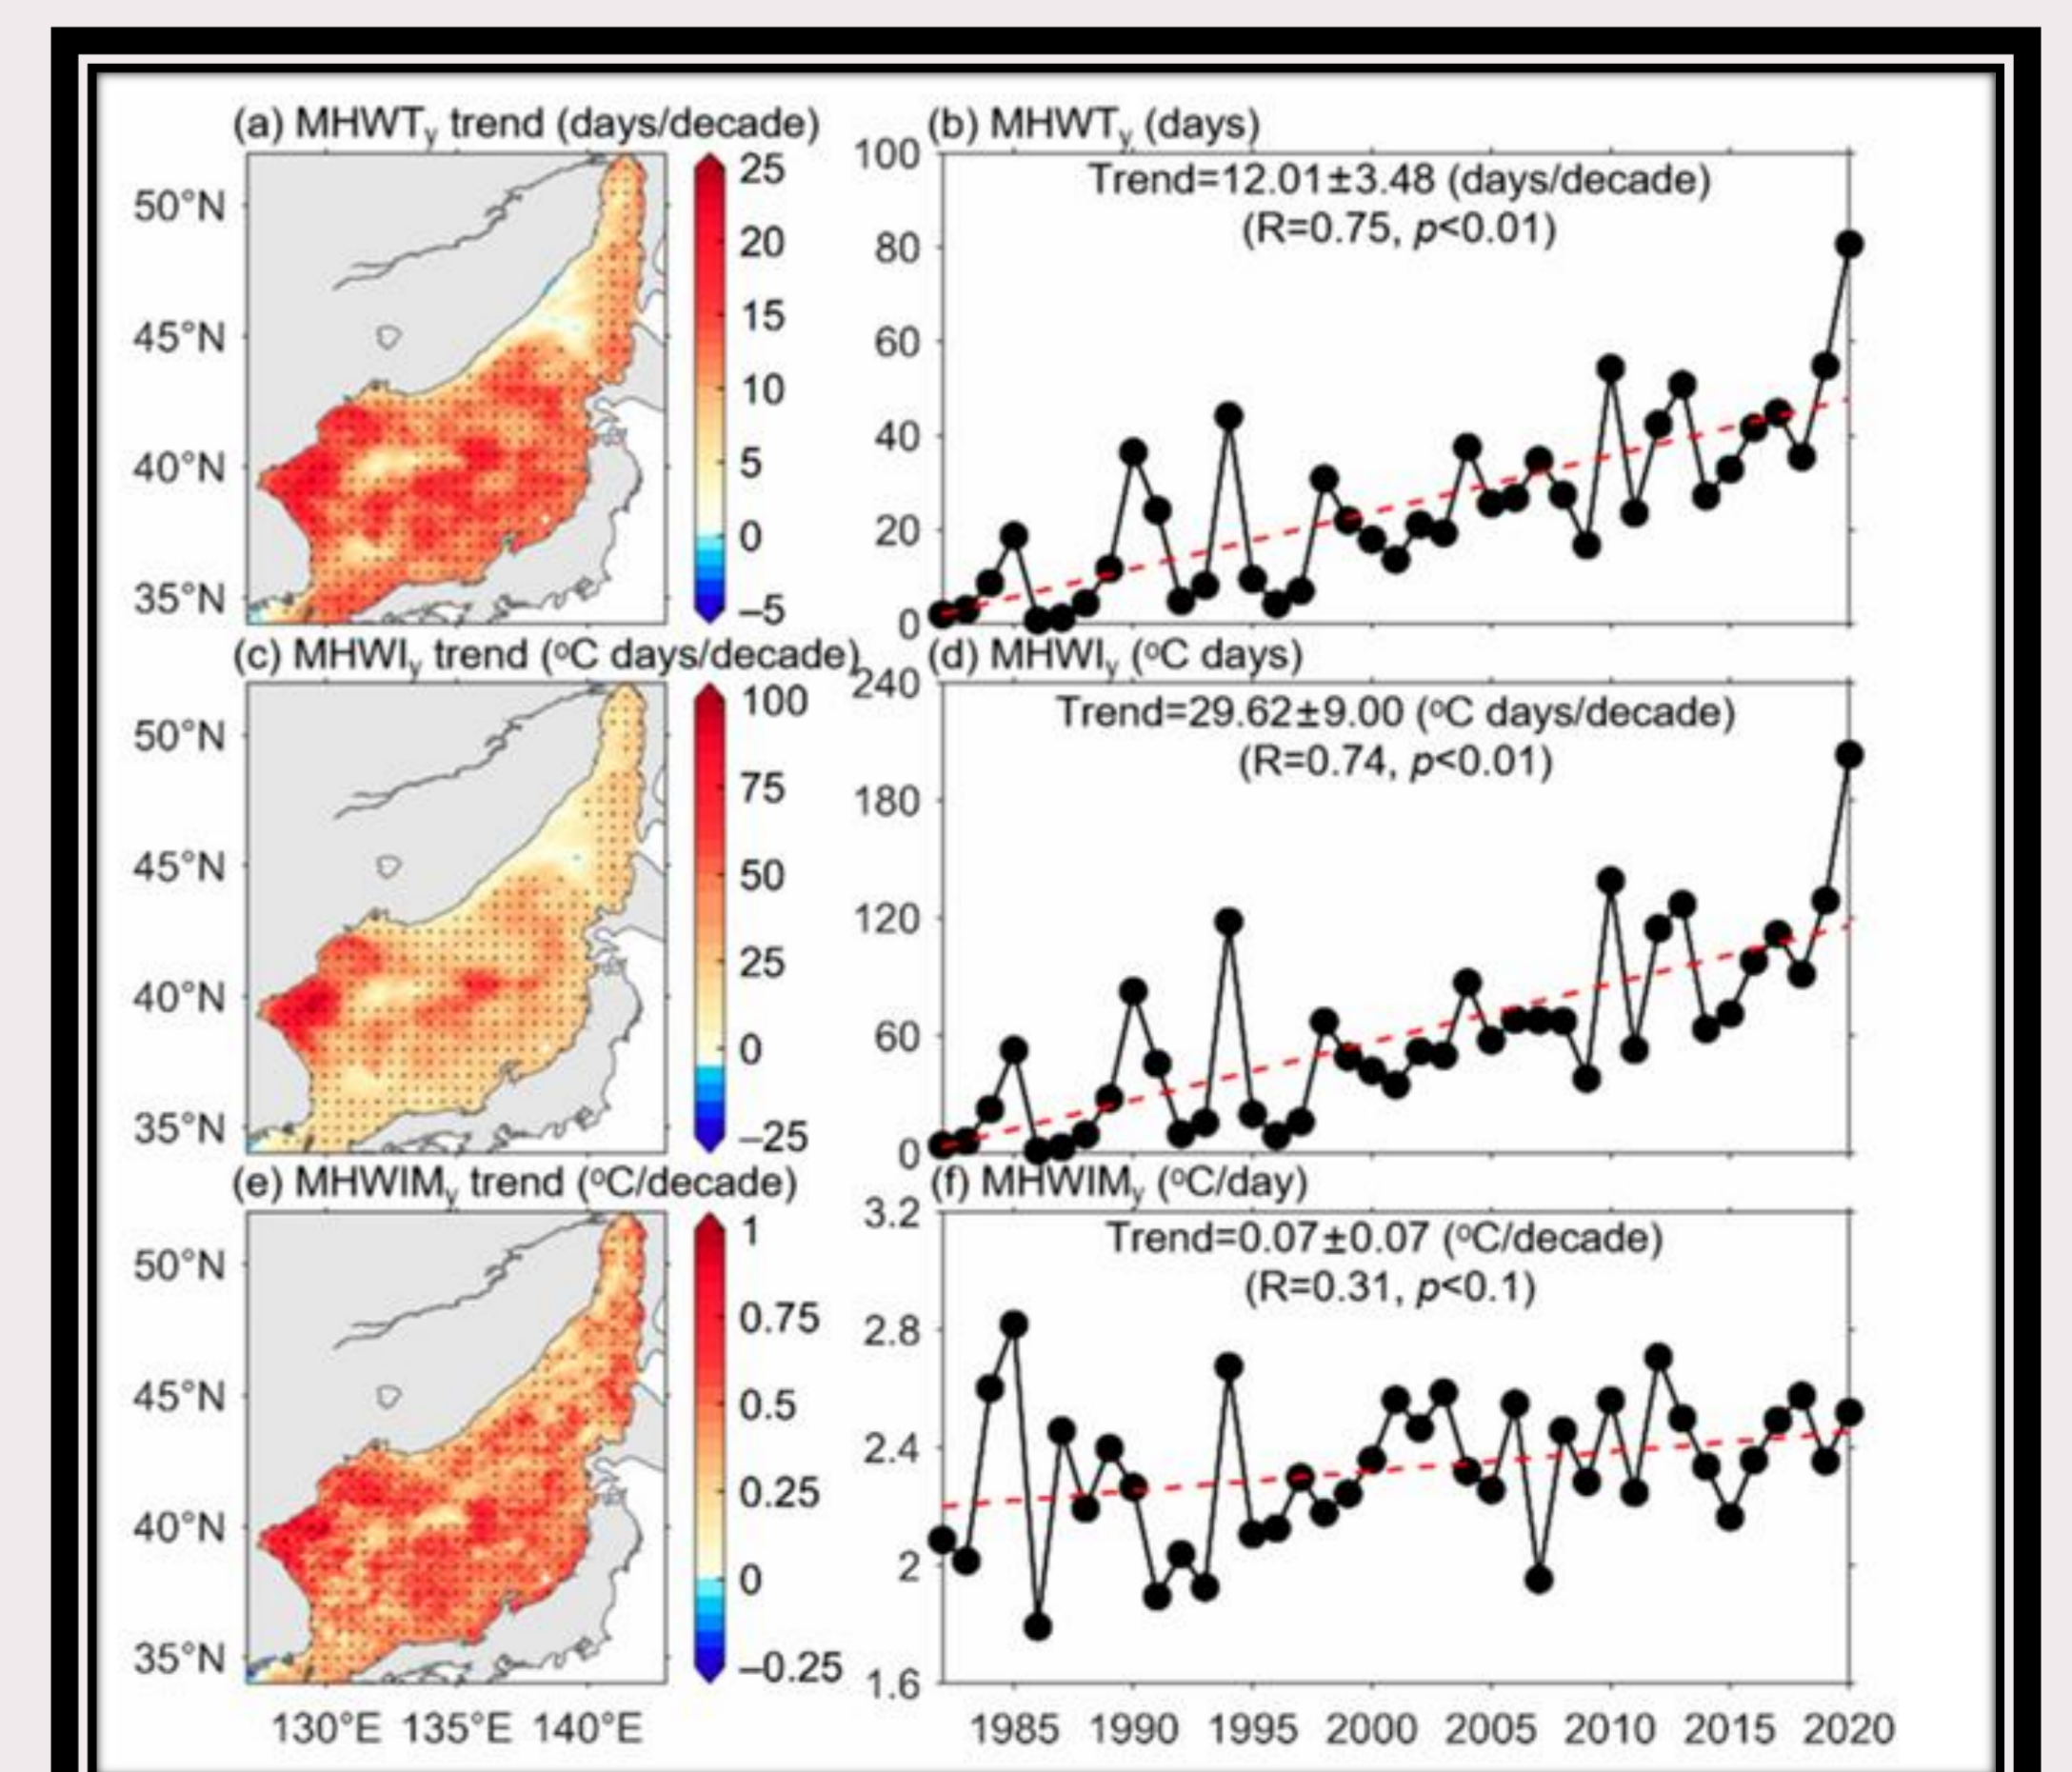 (a) MHWTy trend (days/decade)
50°N
45°N
40°N
35°N
25
20
15
10
5
0
–5
(b) MHWTy (days)
100
80
60
40
20
0
Trend=12.01±3.48 (days/decade)
(R=0.75, p<0.01)
(c) MHWIy trend (°C days/decade)
50°N
45°N
40°N
35°N
100
75
50
25
0
–25
(d) MHWIy (°C days)
240
180
120
60
0
Trend=29.62±9.00 (°C days/decade)
(R=0.74, p<0.01)
(e) MHWIMy trend (°C/decade)
50°N
45°N
40°N
35°N
130°E 135°E 140°E
1
0.75
0.5
0.25
0
–0.25
(f) MHWIMy (°C/day)
3.2
2.8
2.4
2
1.6
Trend=0.07±0.07 (°C/decade)
(R=0.31, p<0.1)
1985 1990 1995 2000 2005 2010 2015 2020